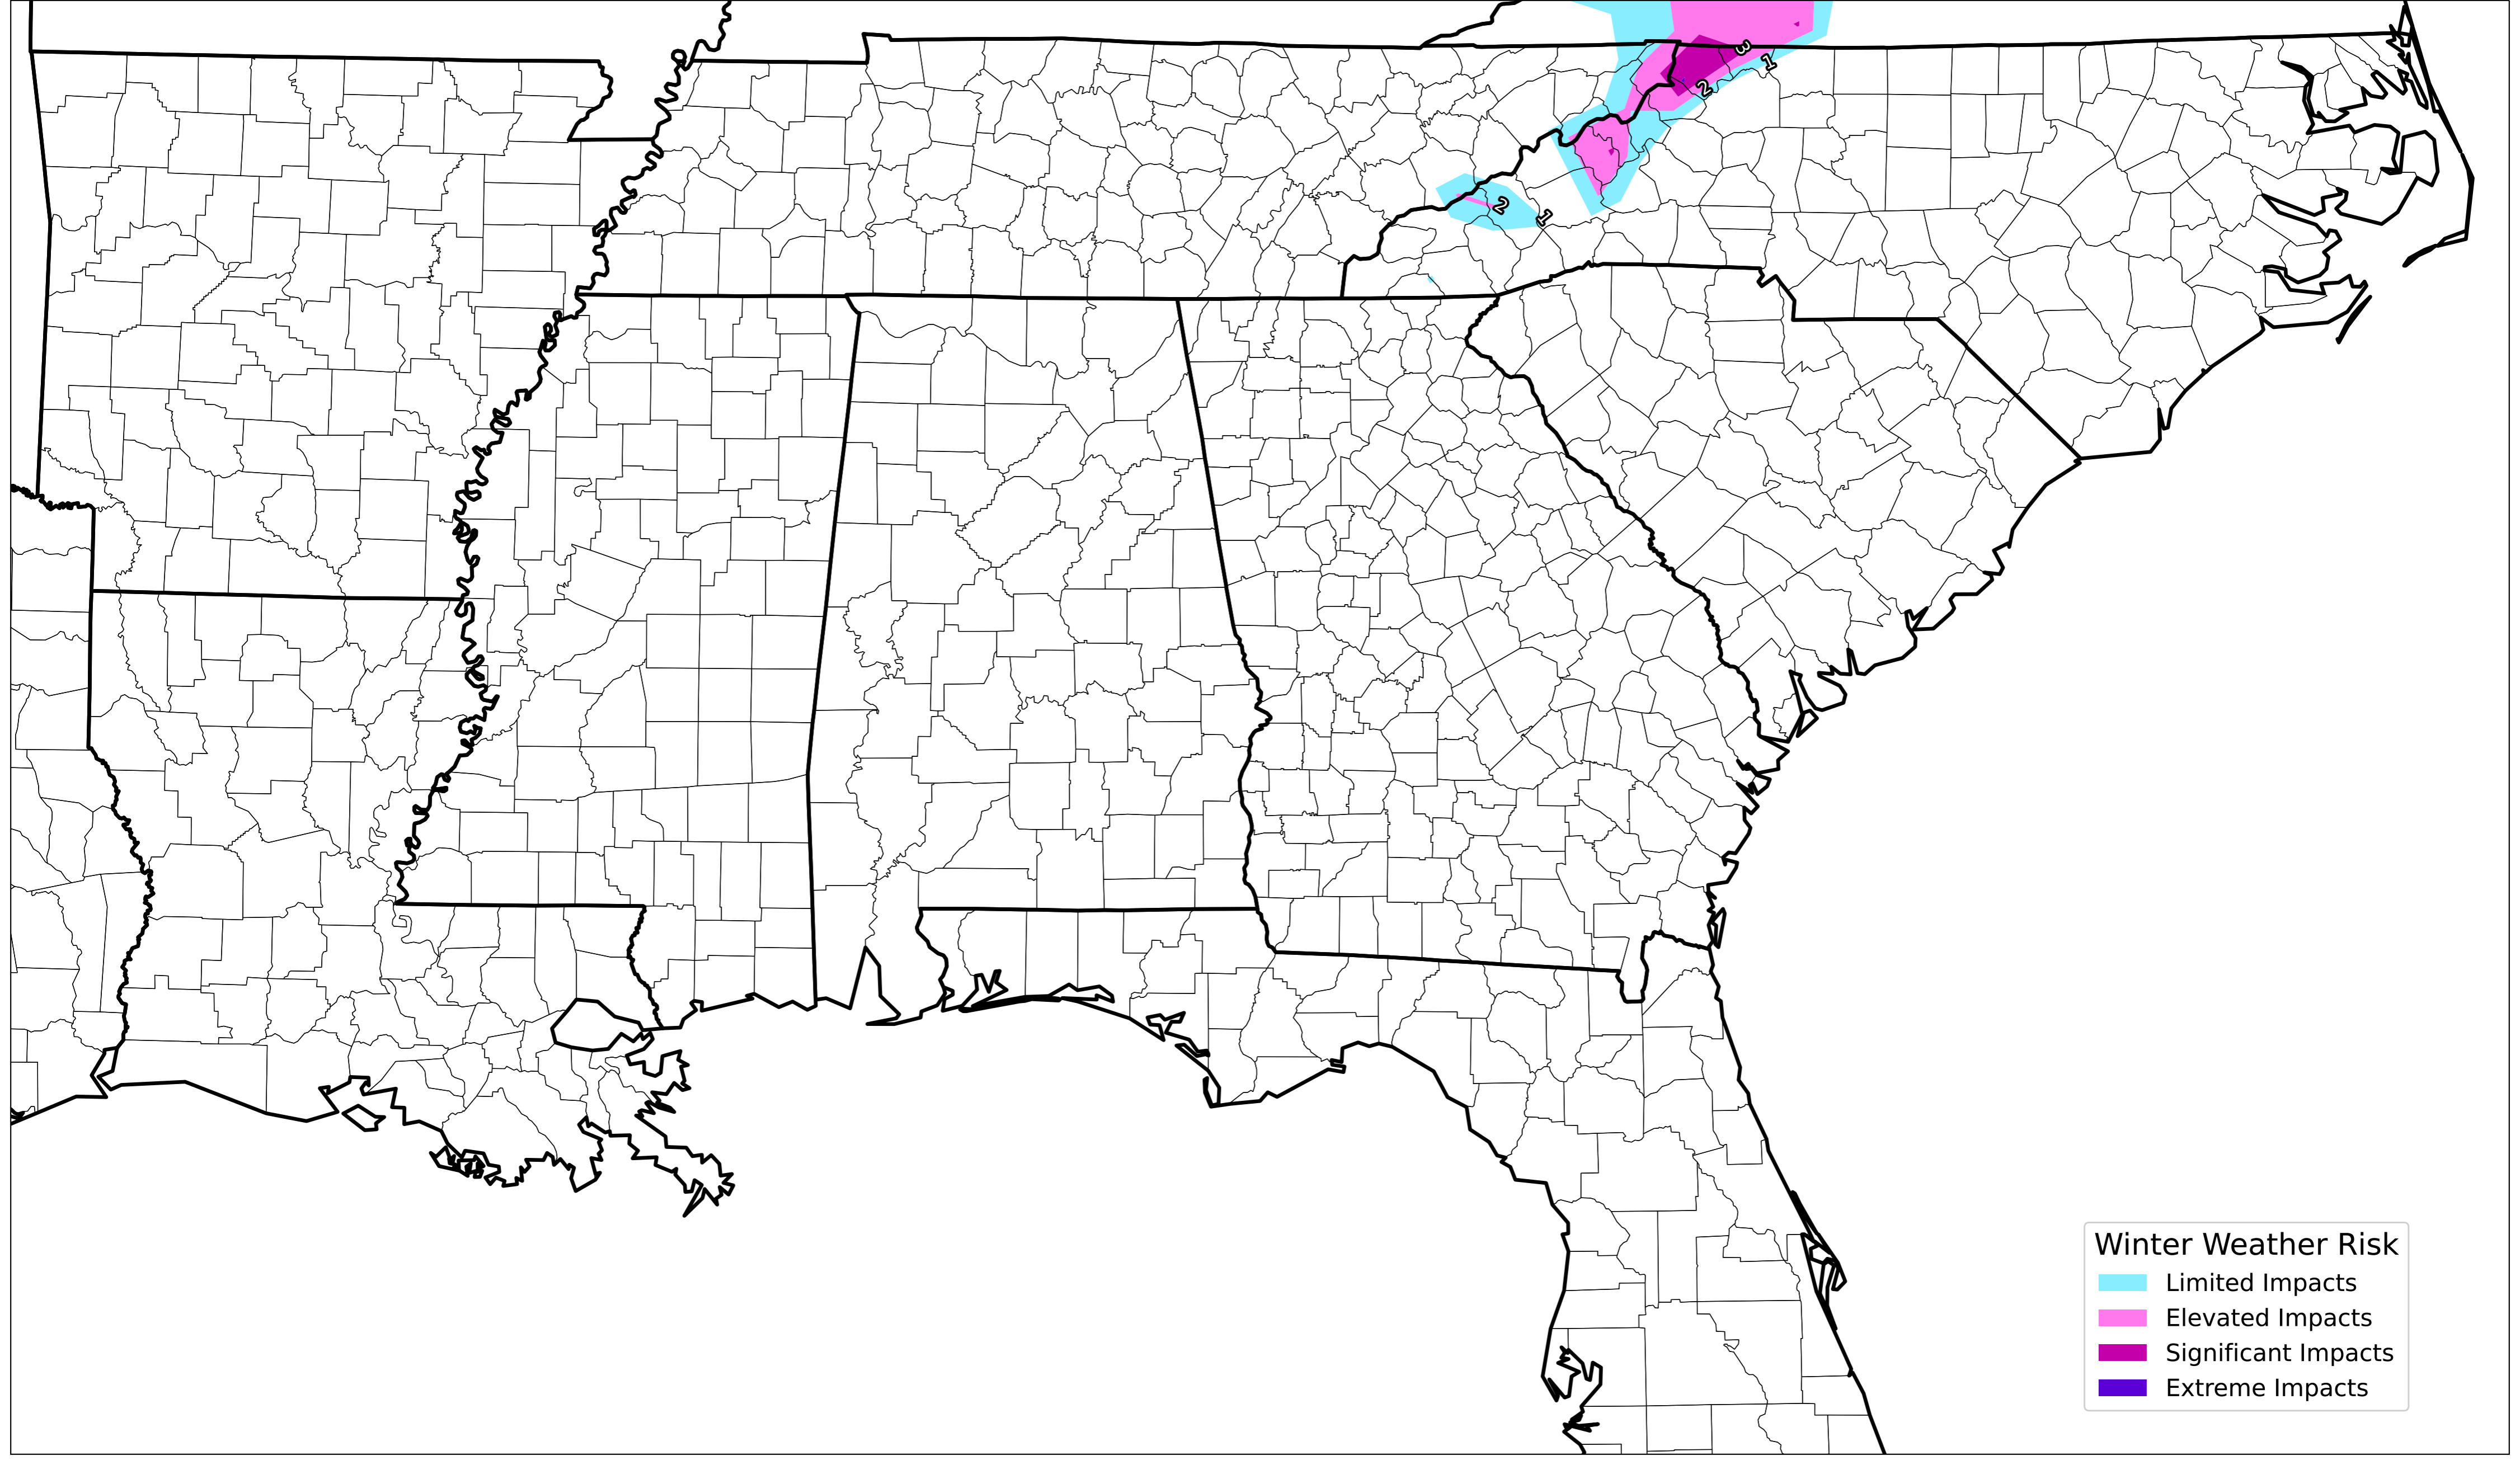 3
1
2
2
1
Winter Weather Risk
Limited Impacts
Elevated Impacts
Significant Impacts
Extreme Impacts